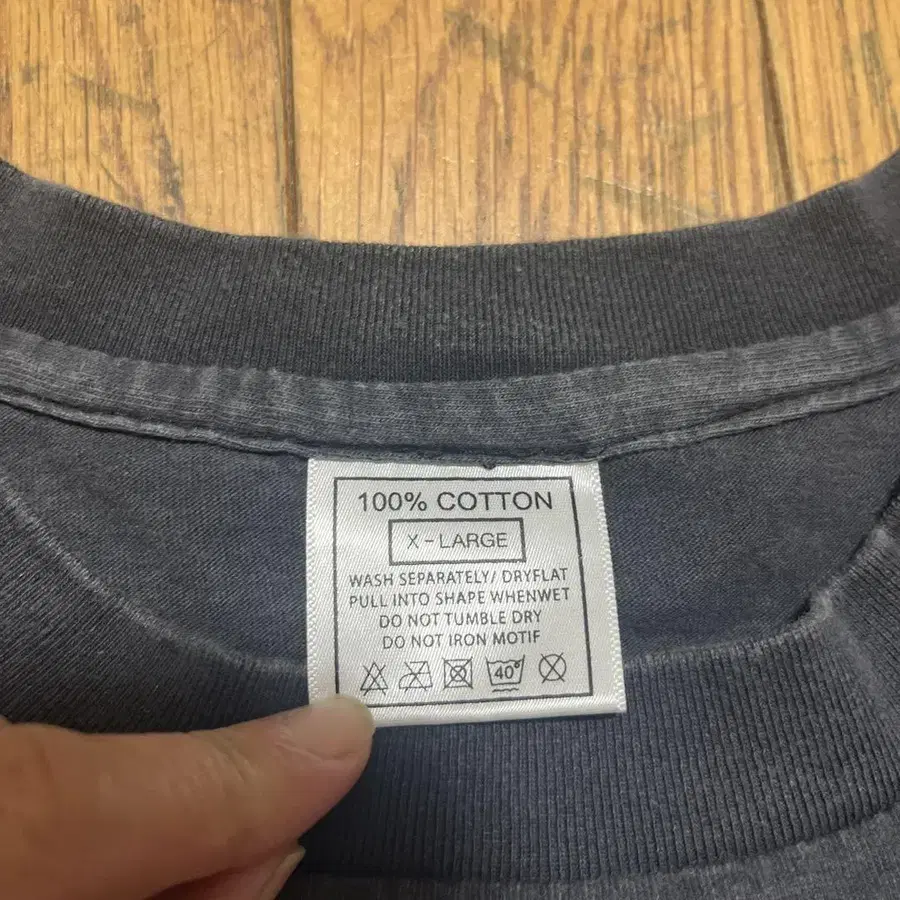 100% COTTON
X-LARGE
WASH SEPARATELY/ DRYFLAT
PULL INTO SHAPE WHENWET
DO NOT TUMBLE DRY
DO NOT IRON MOTIF
40°